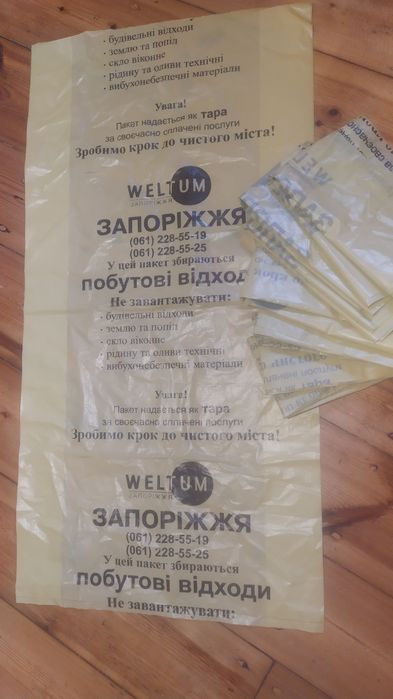 · будівельні відходи
· землю та попіл
· скло віконне
· рідину та оливи технічні
· вибухонебезпечні матеріали
Увага!
Пакет надається як тара
за своєчасно сплачені послуги
Зробимо крок до чистого міста!
WELTUM
ЗАПОРІЖЖЯ
ЗАПОРІЖЖЯ
(061) 228-55-19
(061) 228-55-25
У цей пакет збираються
побутові відход
Не завантажувати:
· будівельні відходи
· землю та попіл
· скло віконне
· рідину та оливи технічні
· вибухонебезпечні матеріали
Увага!
Пакет надається як тара
за своєчасно сплачені послуги
Зробимо крок до чистого міста!
WELTUM
ЗАПОРІЖЖЯ
ЗАПОРІЖЖЯ
(061) 228-55-19
(061) 228-55-25
У цей пакет збираються
побутові відходи
Не завантажувати: